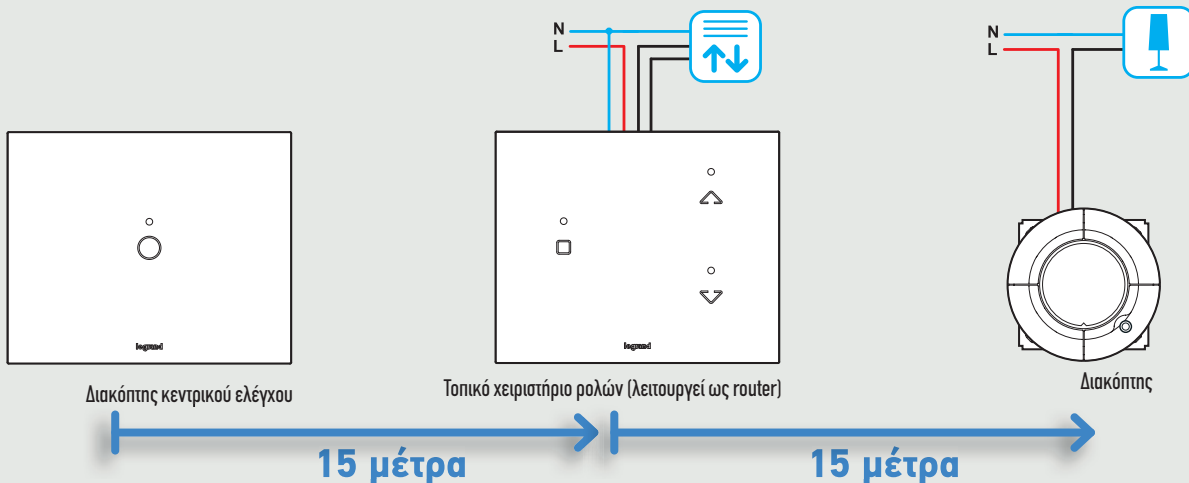 N
L
N
L
legrand
legrand
Διακόπτης κεντρικού ελέγχου
Τοπικό χειριστήριο ρολών (λειτουργεί ως router)
Διακόπτης
15 μέτρα
15 μέτρα